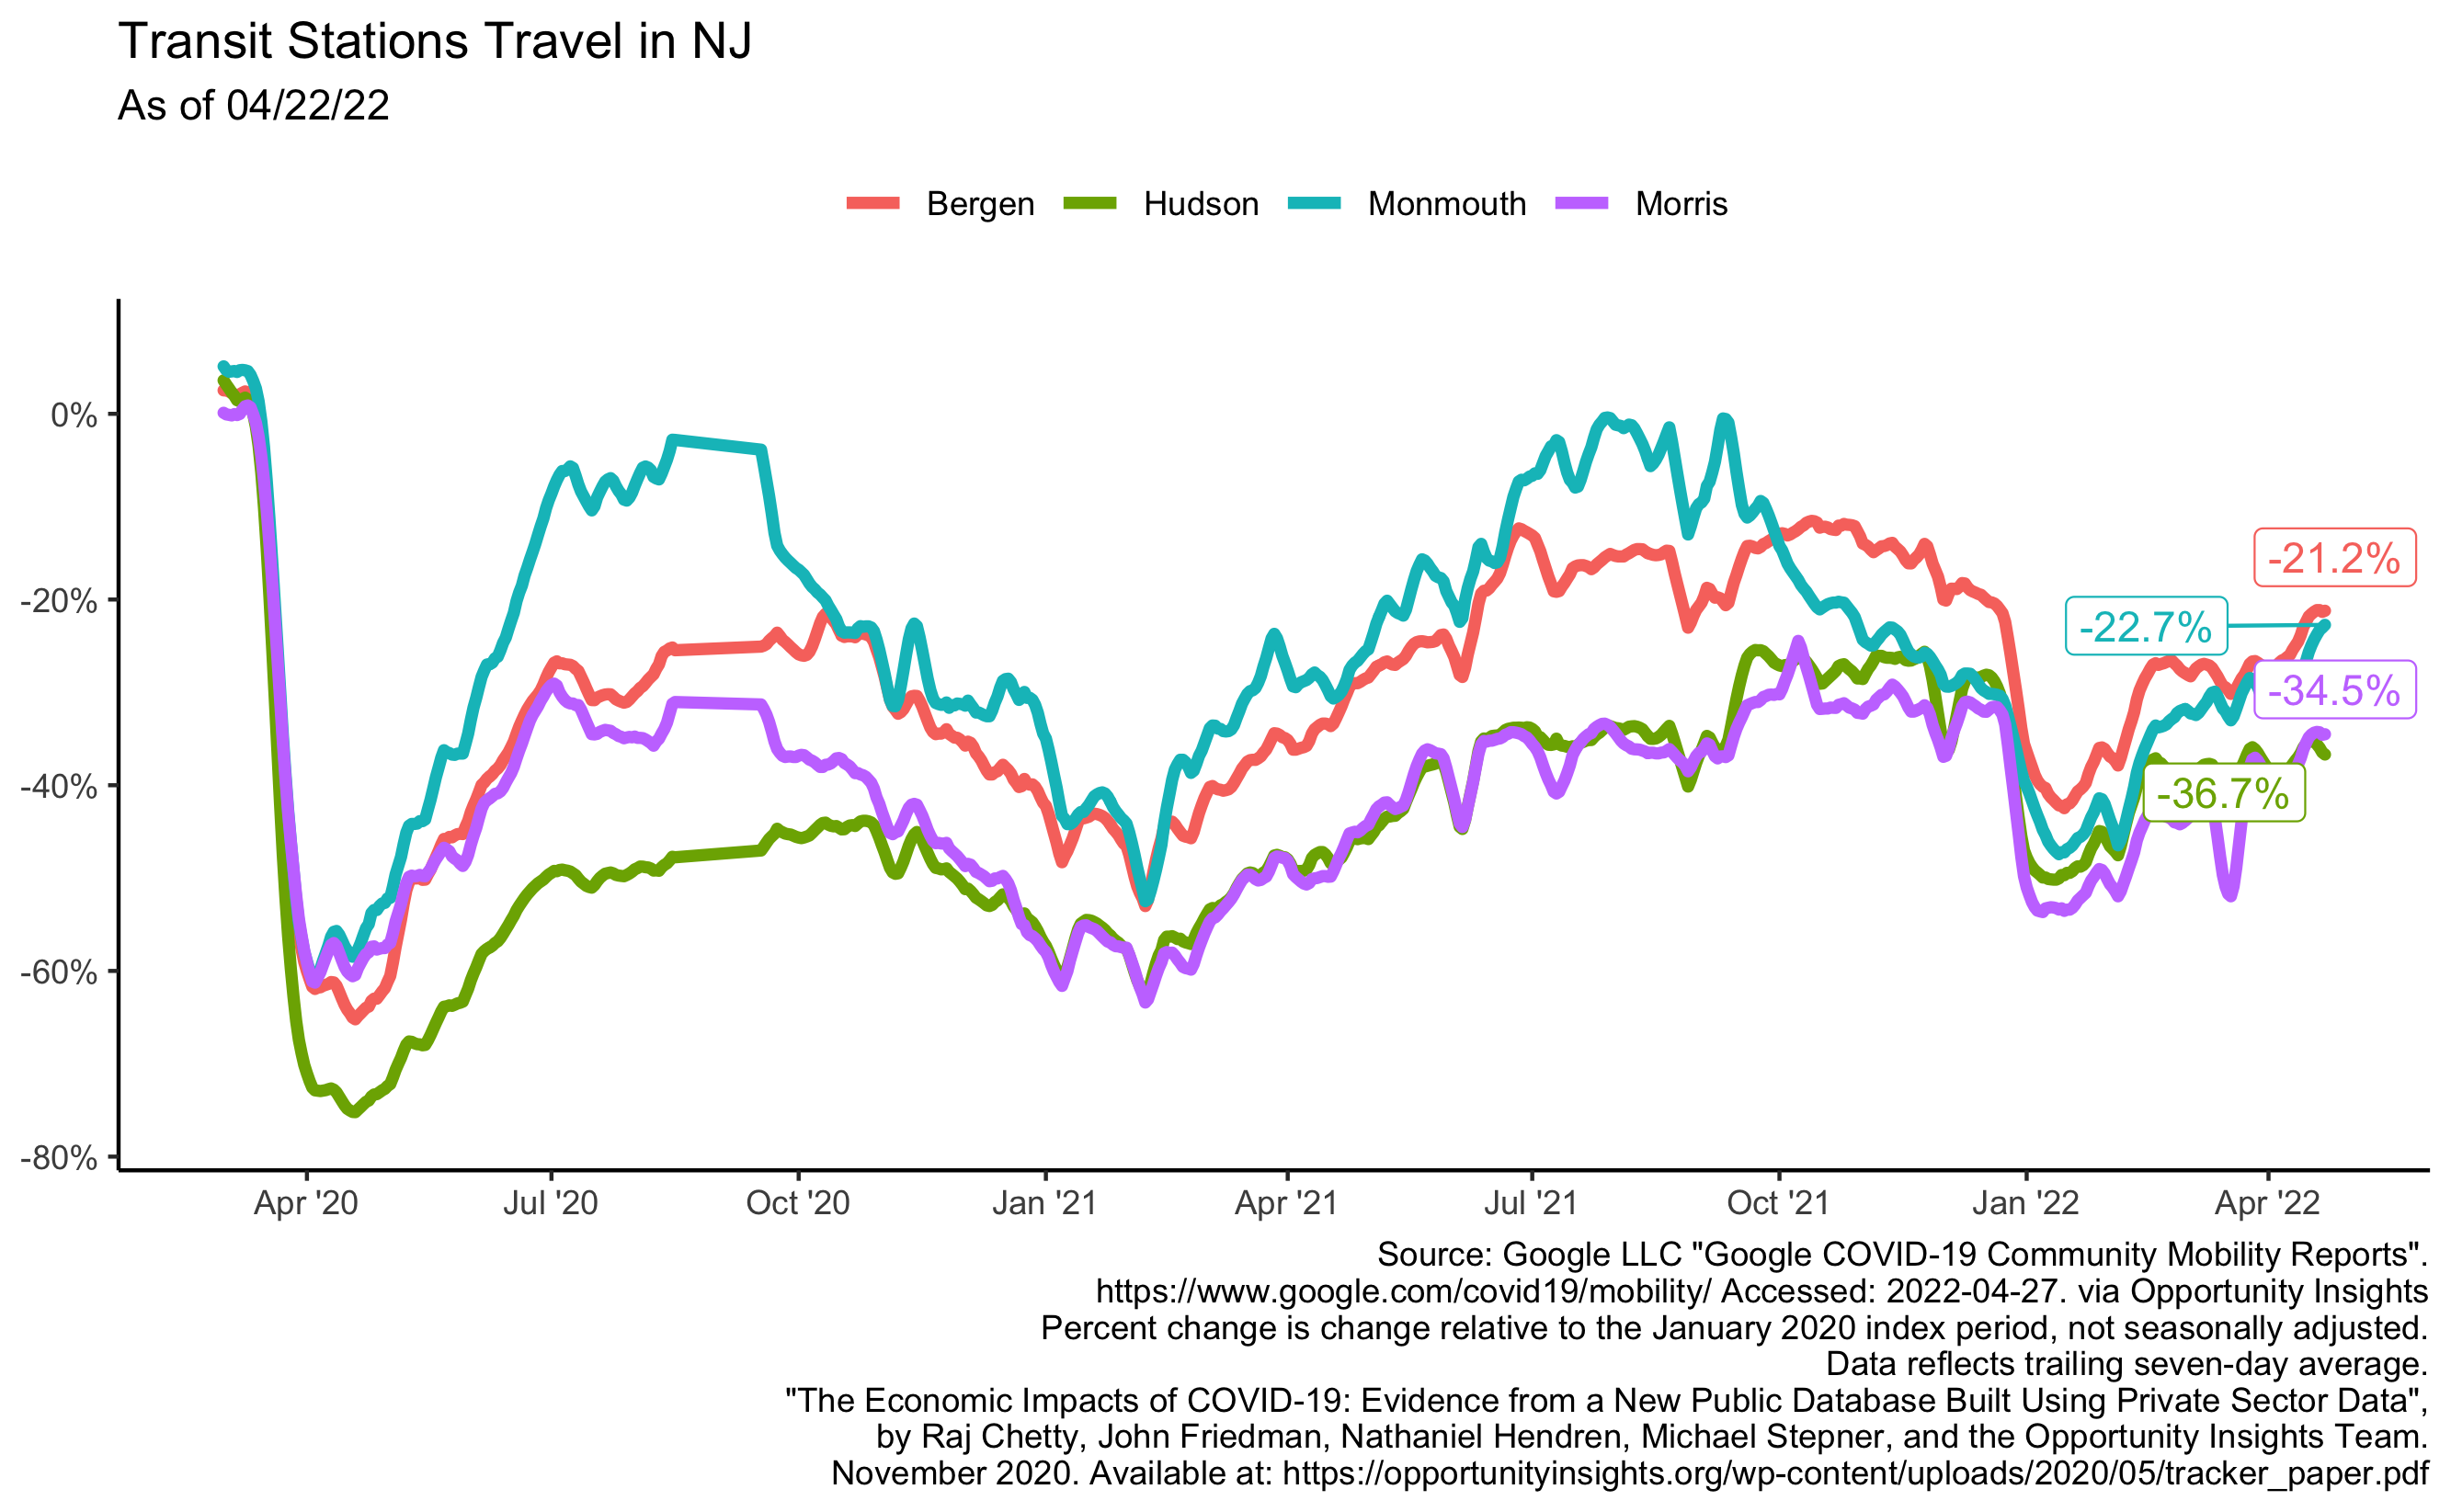 Transit Stations Travel in NJ
As of 04/22/22
Bergen Hudson Monmouth Morris
0%
-20%
-40%
-60%
-80%
-21.2%
-22.7%
-34.5%
-36.7%
Apr '20 Jul '20 Oct '20 Jan '21 Apr '21 Jul '21 Oct '21 Jan '22 Apr '22
Source: Google LLC "Google COVID-19 Community Mobility Reports".
https://www.google.com/covid19/mobility/ Accessed: 2022-04-27. via Opportunity Insights
Percent change is change relative to the January 2020 index period, not seasonally adjusted.
Data reflects trailing seven-day average.
"The Economic Impacts of COVID-19: Evidence from a New Public Database Built Using Private Sector Data",
by Raj Chetty, John Friedman, Nathaniel Hendren, Michael Stepner, and the Opportunity Insights Team.
November 2020. Available at: https://opportunityinsights.org/wp-content/uploads/2020/05/tracker_paper.pdf